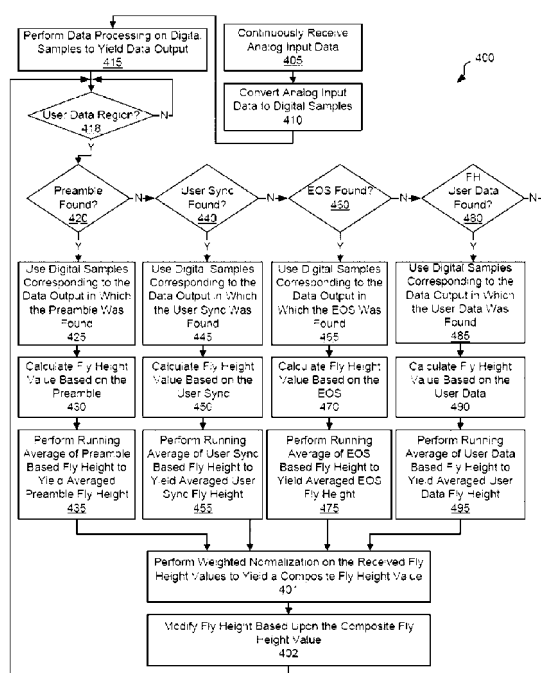 Perform Data Processing on Digital
Samples to Yield Data Output
415
Continuously Receive
Analog Input Data
405
400
Convert Analog Input
Data to Digital Samples
410
User Data Region?
418
N
Y
Preamble
Found?
420
N
User Sync
Found?
440
N
EOS Found?
460
N
FH
User Data
Found?
480
N
Y
Y
Y
Y
Use Digital Samples
Corresponding to the
Data Output in Which
the Preamble Was
Found
425
Use Digital Samples
Corresponding to the
Data Output in Which
the User Sync Was
Found
445
Use Digital Samples
Corresponding to the
Data Output in
Which the EOS Was
Found
465
Use Digital Samples
Corresponding to the
Data Output in Which
the User Data Was
Found
485
Calculate Fly Height
Value Based on the
Preamble
430
Calculate Fly Height
Value Based on the
User Sync
450
Calculate Fly Height
Value Based on the
EOS
470
Calculate Fly Height
Value Based on the
User Data
490
Perform Running
Average of Preamble
Based Fly Height to
Yield Averaged
Preamble Fly Height
435
Perform Running
Average of User Sync
Based Fly Height to
Yield Averaged User
Sync Fly Height
455
Perform Running
Average of EOS
Based Fly Height to
Yield Averaged EOS
Fly Height
475
Perform Running
Average of User Data
Based Fly Height to
Yield Averaged User
Data Fly Height
495
Perform Weighted Normalization on the Received Fly
Height Values to Yield a Composite Fly Height Value
401
Modify Fly Height Based Upon the Composite Fly
Height Value
402